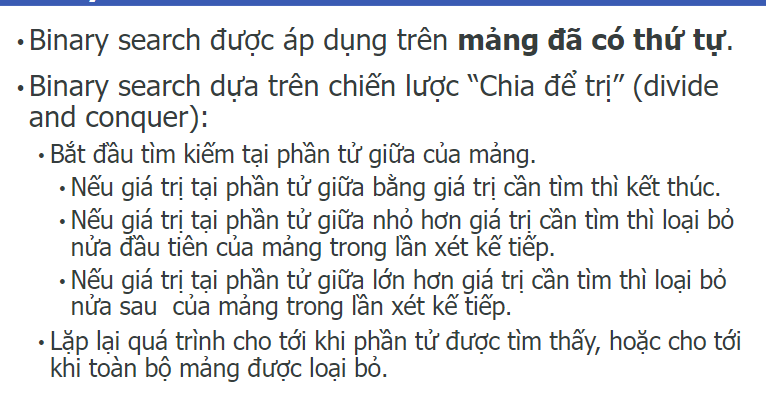 • Binary search được áp dụng trên mảng đã có thứ tự.
• Binary search dựa trên chiến lược “Chia để trị” (divide
and conquer):
• Bắt đầu tìm kiếm tại phần tử giữa của mảng.
• Nếu giá trị tại phần tử giữa bằng giá trị cần tìm thì kết thúc.
• Nếu giá trị tại phần tử giữa nhỏ hơn giá trị cần tìm thì loại bỏ
nửa đầu tiên của mảng trong lần xét kế tiếp.
• Nếu giá trị tại phần tử giữa lớn hơn giá trị cần tìm thì loại bỏ
nửa sau  của mảng trong lần xét kế tiếp.
• Lặp lại quá trình cho tới khi phần tử được tìm thấy, hoặc cho tới
khi toàn bộ mảng được loại bỏ.